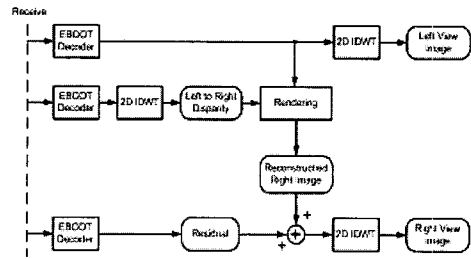 Receive
EBCOT
Decoder
2D IDWT
Left View
Image
EBCOT
Decoder
2D IDWT
Left to Right
Disparity
Rendering
Reconstructed
Right Image
+
EBCOT
Decoder
Residual
+
+
2D IDWT
Right View
Image